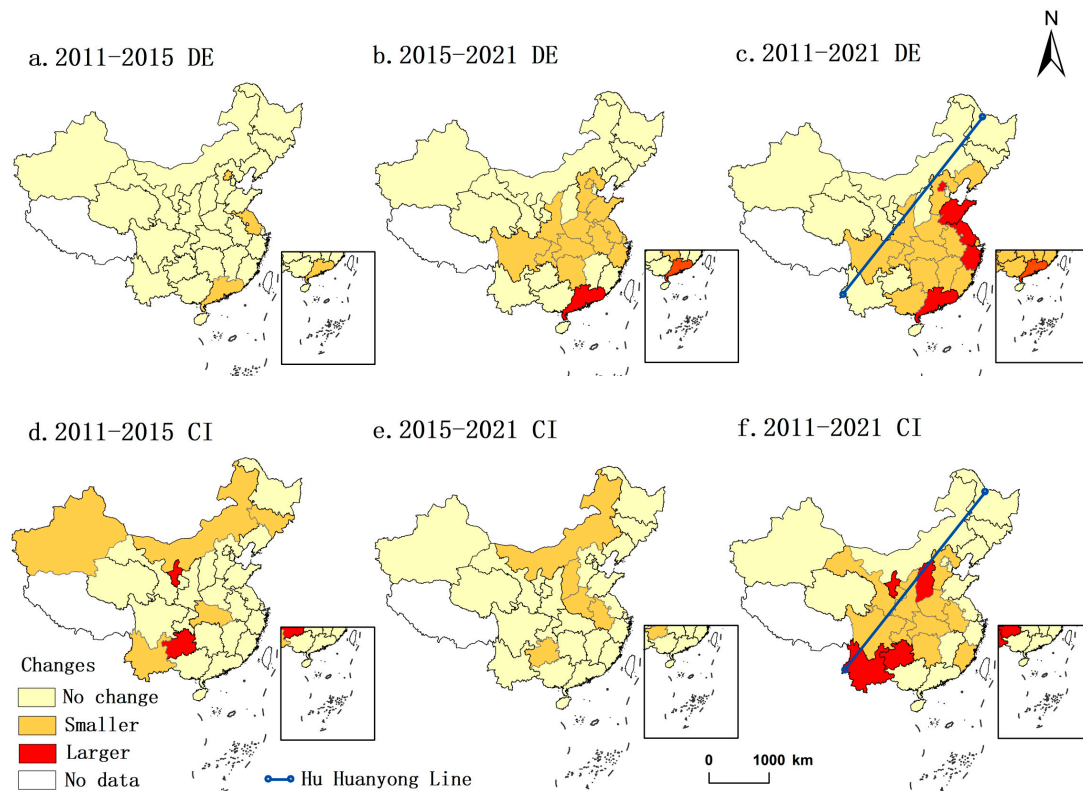 N
a. 2011-2015 DE
b. 2015-2021 DE
c. 2011-2021 DE
d. 2011-2015 CI
e. 2015-2021 CI
f. 2011-2021 CI
Changes
No change
Smaller
Larger
No data
Hu Huanyong Line
0 1000 km